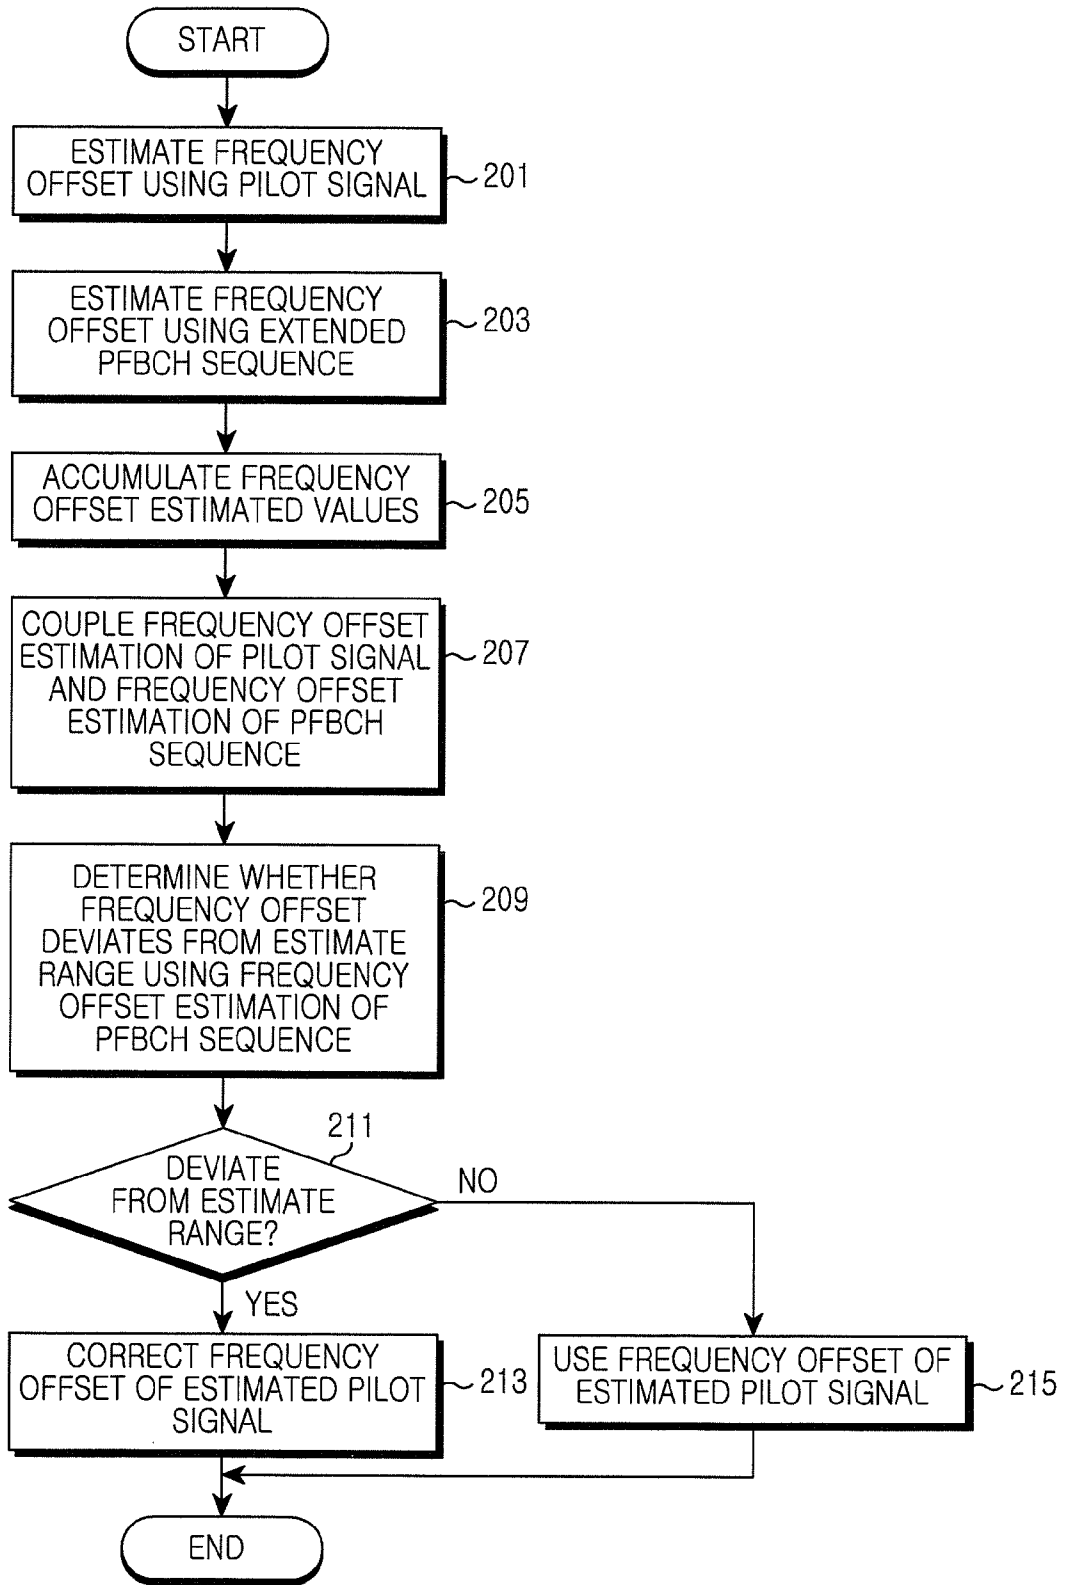 START
ESTIMATE FREQUENCY
OFFSET USING PILOT SIGNAL
201
ESTIMATE FREQUENCY
OFFSET USING EXTENDED
PFBCH SEQUENCE
203
ACCUMULATE FREQUENCY
OFFSET ESTIMATED VALUES
205
COUPLE FREQUENCY OFFSET
ESTIMATION OF PILOT SIGNAL
AND FREQUENCY OFFSET
ESTIMATION OF PFBCH
SEQUENCE
207
DETERMINE WHETHER
FREQUENCY OFFSET
DEVIATES FROM ESTIMATE
RANGE USING FREQUENCY
OFFSET ESTIMATION OF
PFBCH SEQUENCE
209
211
DEVIATE
FROM ESTIMATE
RANGE?
NO
YES
CORRECT FREQUENCY
OFFSET OF ESTIMATED PILOT
SIGNAL
213
USE FREQUENCY OFFSET OF
ESTIMATED PILOT SIGNAL
215
END